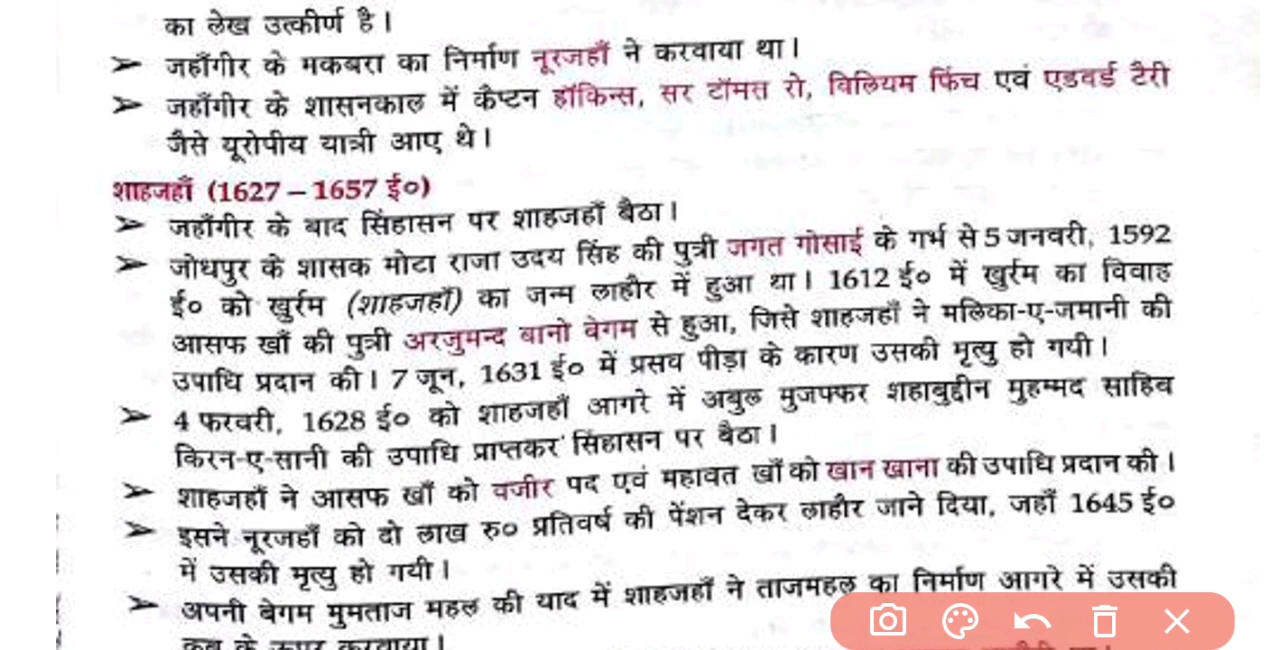 का लेख उत्कीर्ण है।
➢ जहाँगीर के मकबरा का निर्माण नूरजहाँ ने करवाया था।
➢ जहाँगीर के शासनकाल में कैप्टन हॉकिन्स, सर टॉमस रो, विलियम फिंच एवं एडवर्ड टैरी
जैसे यूरोपीय यात्री आए थे।
शाहजहाँ (1627 – 1657 ई०)
➢ जहाँगीर के बाद सिंहासन पर शाहजहाँ बैठा।
➢ जोधपुर के शासक मोटा राजा उदय सिंह की पुत्री जगत गोसाई के गर्भ से 5 जनवरी, 1592
ई० को खुर्रम (शाहजहाँ) का जन्म लाहौर में हुआ था। 1612 ई० में खुर्रम का विवाह
आसफ खाँ की पुत्री अरजुमन्द बानो बेगम से हुआ, जिसे शाहजहाँ ने मलिका-ए-जमानी की
उपाधि प्रदान की। 7 जून, 1631 ई० में प्रसव पीड़ा के कारण उसकी मृत्यु हो गयी।
➢ 4 फरवरी, 1628 ई० को शाहजहाँ आगरे में अबुल मुजफ्फर शहाबुद्दीन मुहम्मद साहिब
किरन-ए-सानी की उपाधि प्राप्तकर सिंहासन पर बैठा।
➢ शाहजहाँ ने आसफ खाँ को वजीर पद एवं महावत खाँ को खान खाना की उपाधि प्रदान की।
➢ इसने नूरजहाँ को दो लाख रु० प्रतिवर्ष की पेंशन देकर लाहौर जाने दिया, जहाँ 1645 ई०
में उसकी मृत्यु हो गयी।
➢ अपनी बेगम मुमताज महल की याद में शाहजहाँ ने ताजमहल का निर्माण आगरे में उसकी
कब्र के ऊपर करवाया।